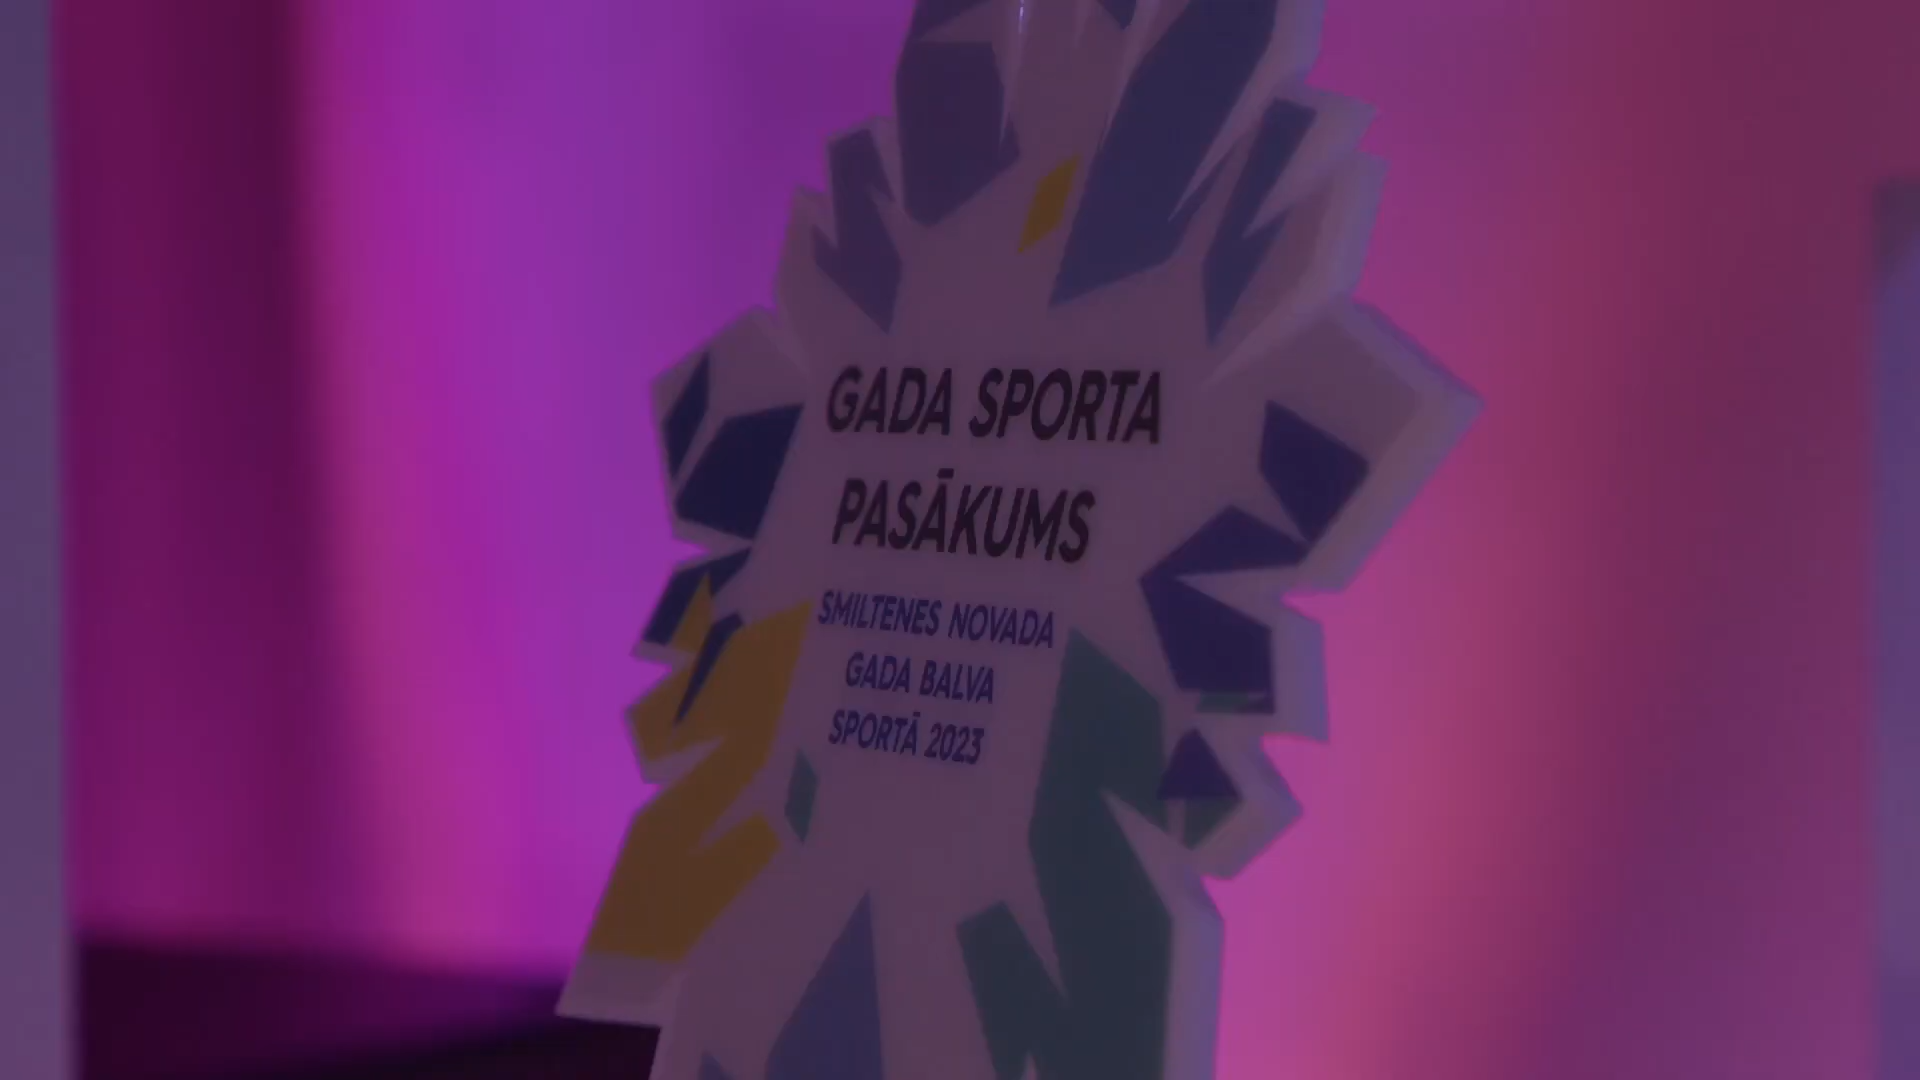 GADA SPORTA
PASĀKUMS
SMILTENES NOVADA
GADA BALVA
SPORTĀ 2023